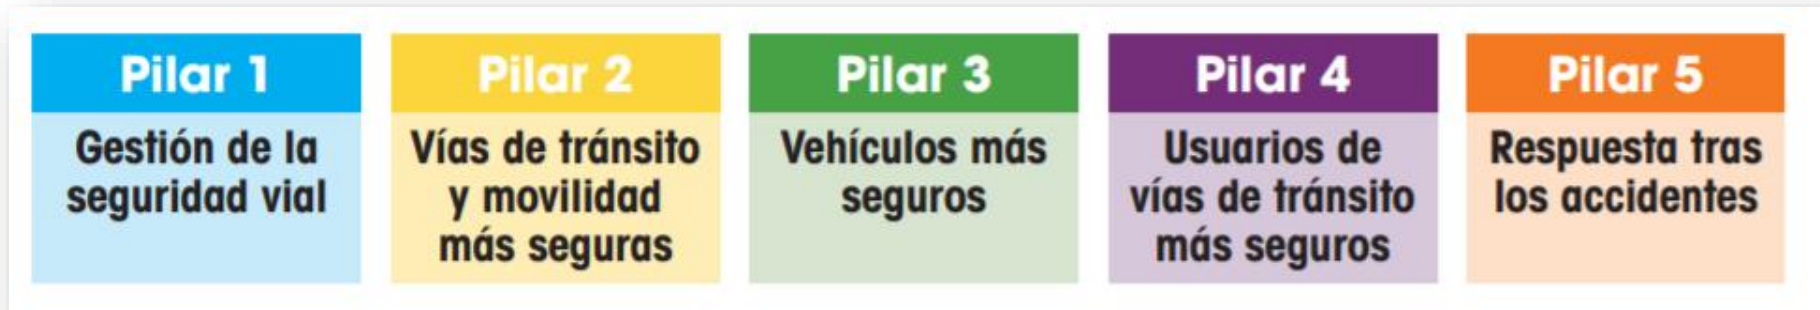 Pilar 1
Gestión de la
seguridad vial
Pilar 2
Vías de tránsito
y movilidad
más seguras
Pilar 3
Vehículos más
seguros
Pilar 4
Usuarios de
vías de tránsito
más seguros
Pilar 5
Respuesta tras
los accidentes